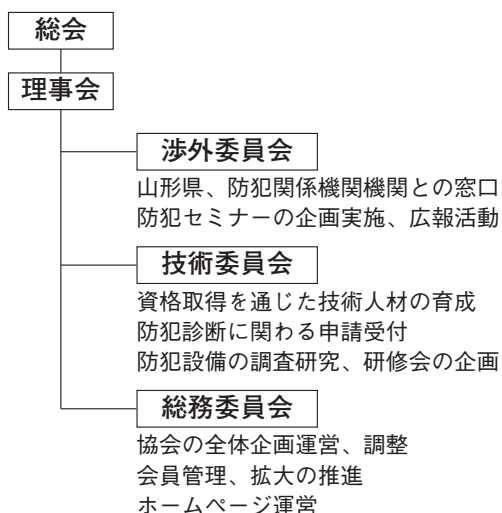 総会
理事会
渉外委員会
山形県、防犯関係機関機関との窓口
防犯セミナーの企画実施、広報活動
技術委員会
資格取得を通じた技術人材の育成
防犯診断に関わる申請受付
防犯設備の調査研究、研修会の企画
総務委員会
協会の全体企画運営、調整
会員管理、拡大の推進
ホームページ運営